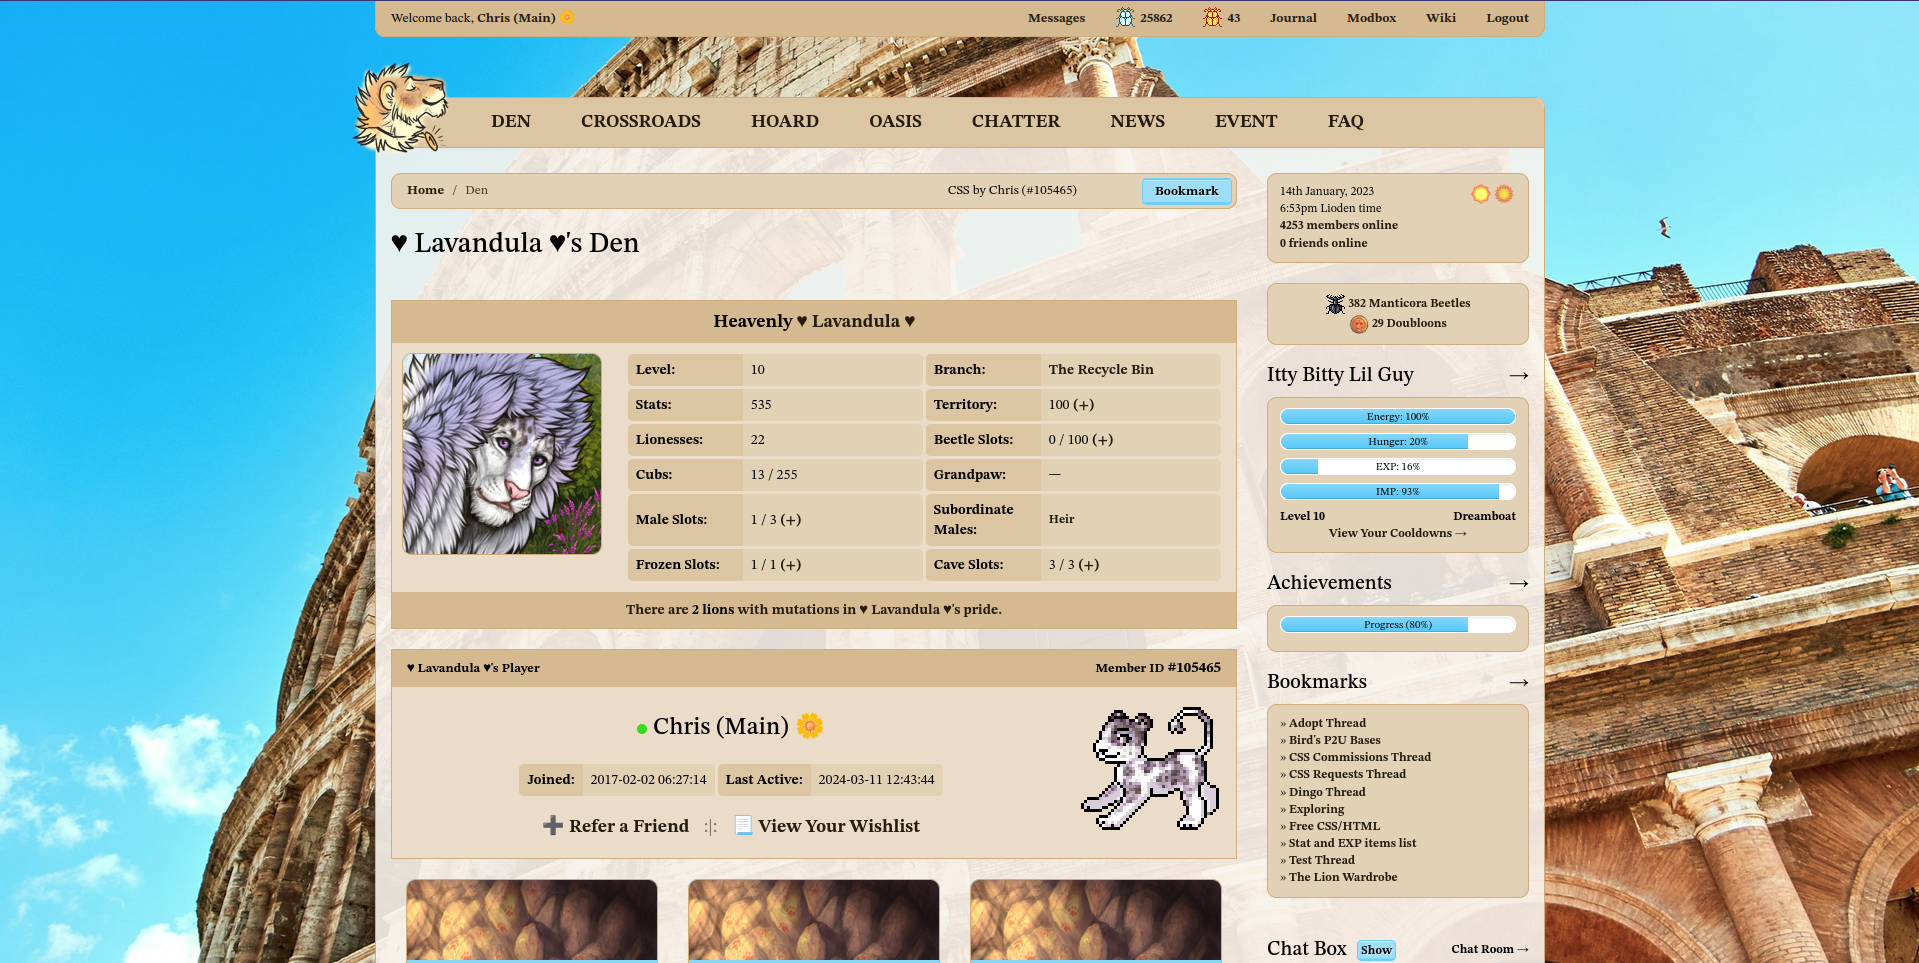 Welcome back, Chris (Main) 🌼
Messages 25862 43 Journal Modbox Wiki Logout
DEN CROSSROADS HOARD OASIS CHATTER NEWS EVENT FAQ
Home / Den CSS by Chris (#105465) Bookmark
♥ Lavandula ♥'s Den
Heavenly ♥ Lavandula ♥
Level: 10 Branch: The Recycle Bin
Stats: 535 Territory: 100 (+)
Lionesses: 22 Beetle Slots: 0 / 100 (+)
Cubs: 13 / 255 Grandpaw: —
Male Slots: 1 / 3 (+) Subordinate Males: Heir
Frozen Slots: 1 / 1 (+) Cave Slots: 3 / 3 (+)
There are 2 lions with mutations in ♥ Lavandula ♥'s pride.
♥ Lavandula ♥'s Player Member ID #105465
Chris (Main) 🌼
Joined: 2017-02-02 06:27:14 Last Active: 2024-03-11 12:43:44
➕ Refer a Friend :|: 📃 View Your Wishlist
14th January, 2023
6:53pm Lioden time
4253 members online
0 friends online
382 Manticora Beetles
29 Doubloons
Itty Bitty Lil Guy →
Energy: 100%
Hunger: 20%
EXP: 16%
IMP: 93%
Level 10 Dreamboat
View Your Cooldowns →
Achievements →
Progress (80%)
Bookmarks →
» Adopt Thread
» Bird's P2U Bases
» CSS Commissions Thread
» CSS Requests Thread
» Dingo Thread
» Exploring
» Free CSS/HTML
» Stat and EXP items list
» Test Thread
» The Lion Wardrobe
Chat Box Show Chat Room →